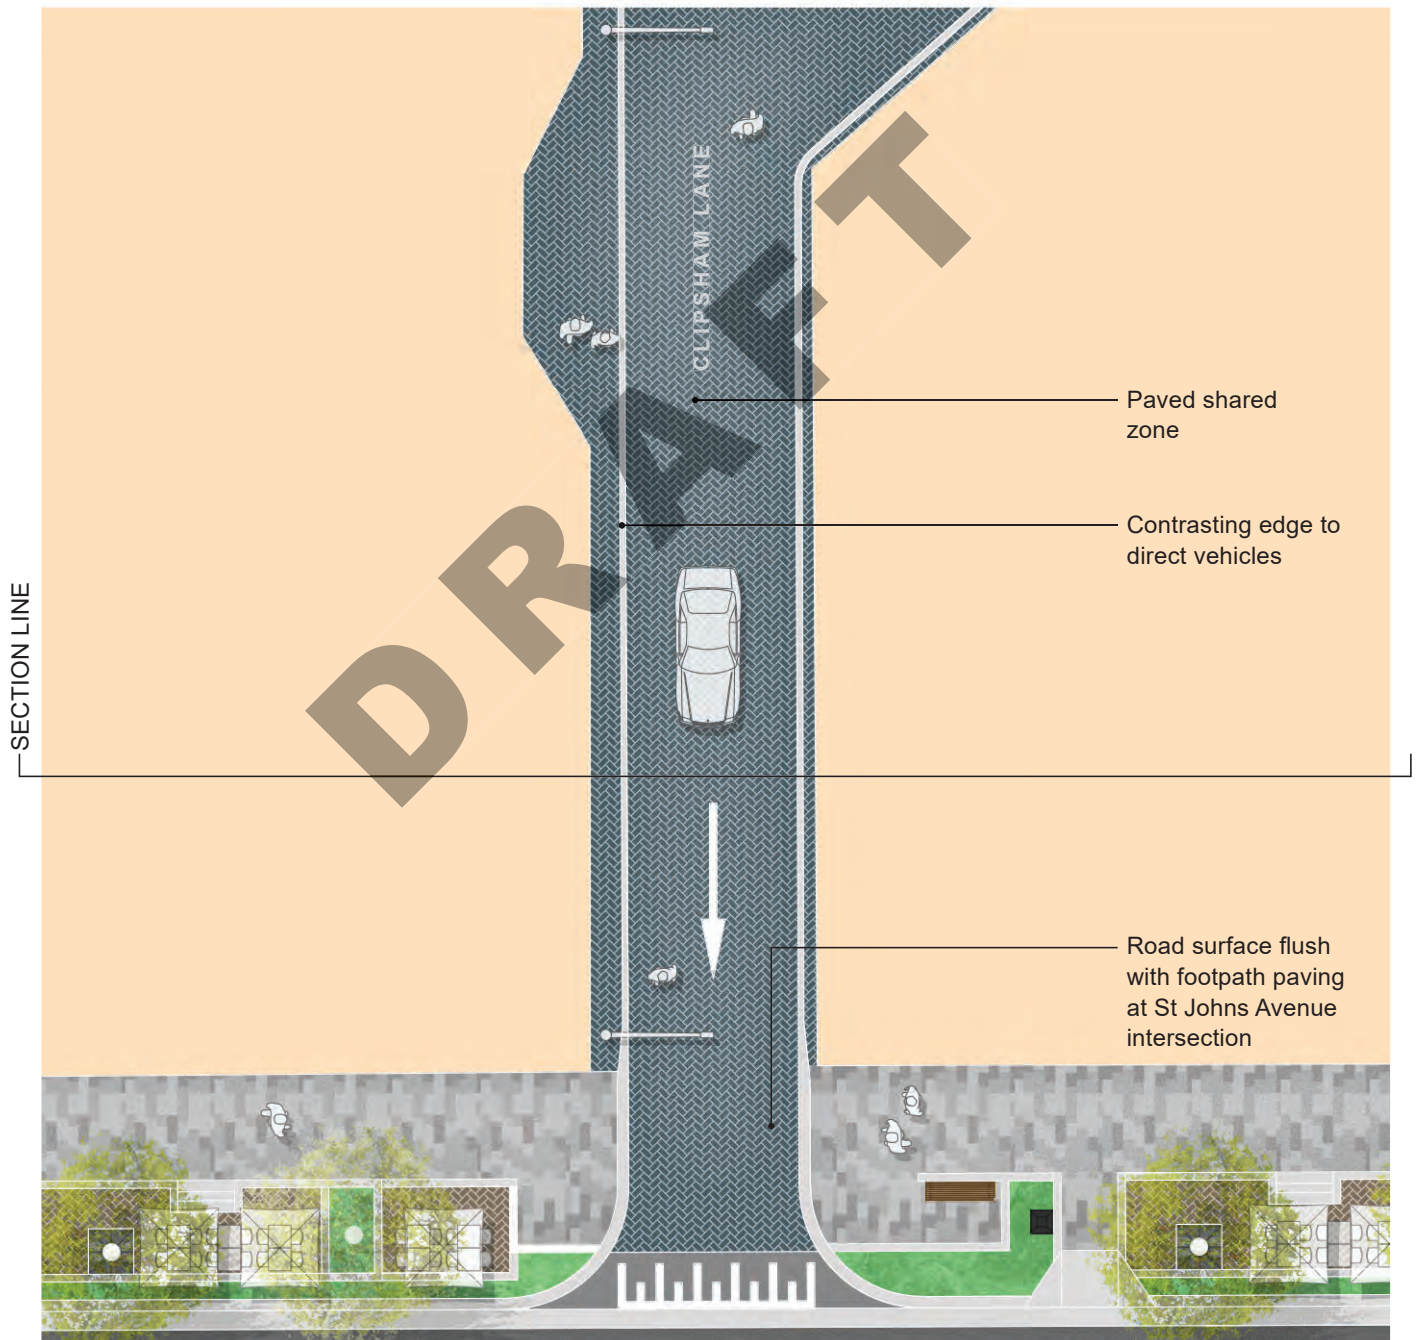 CLIPSHAM LANE
DRAFT
Paved shared
zone
Contrasting edge to
direct vehicles
SECTION LINE
Road surface flush
with footpath paving
at St Johns Avenue
intersection